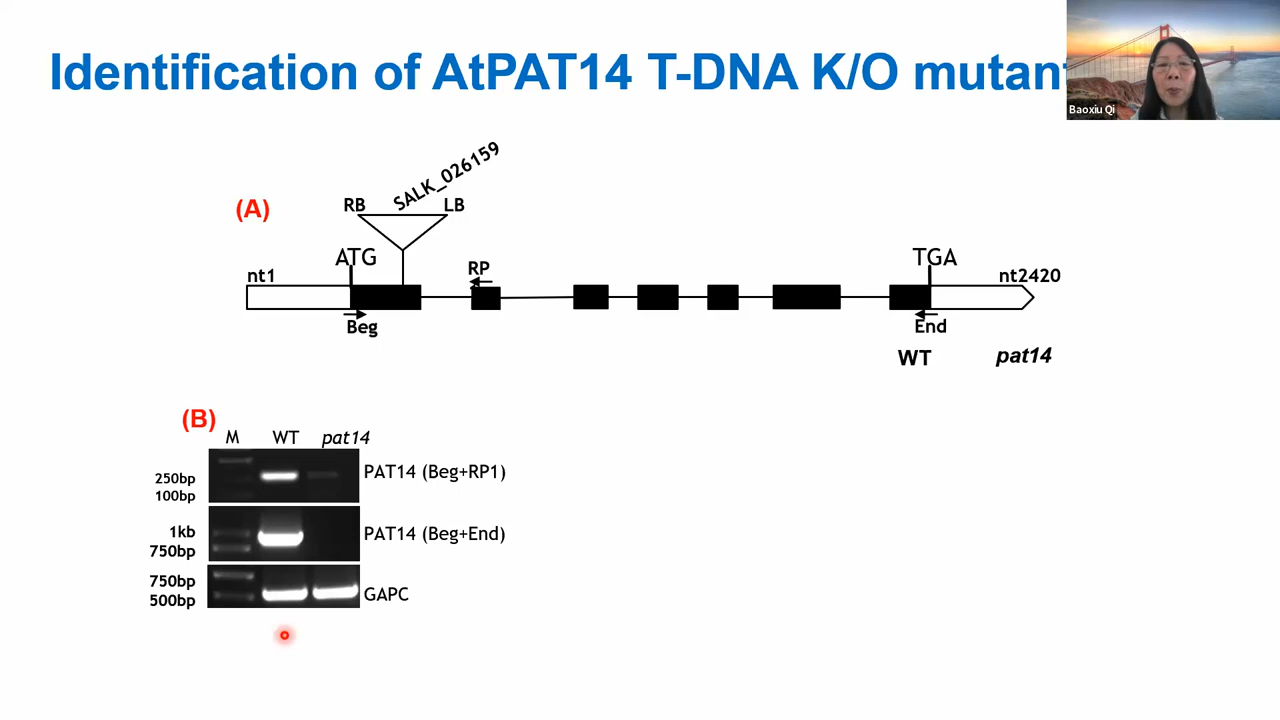 Identification of AtPAT14 T-DNA K/O mutant
Baoxiu Qi
(A)
SALK_026159
RB LB
ATG
RP
TGA
nt1
nt2420
Beg
End
WT pat14
(B)
M WT pat14
PAT14 (Beg+RP1)
250bp
100bp
1kb
PAT14 (Beg+End)
750bp
750bp
GAPC
500bp